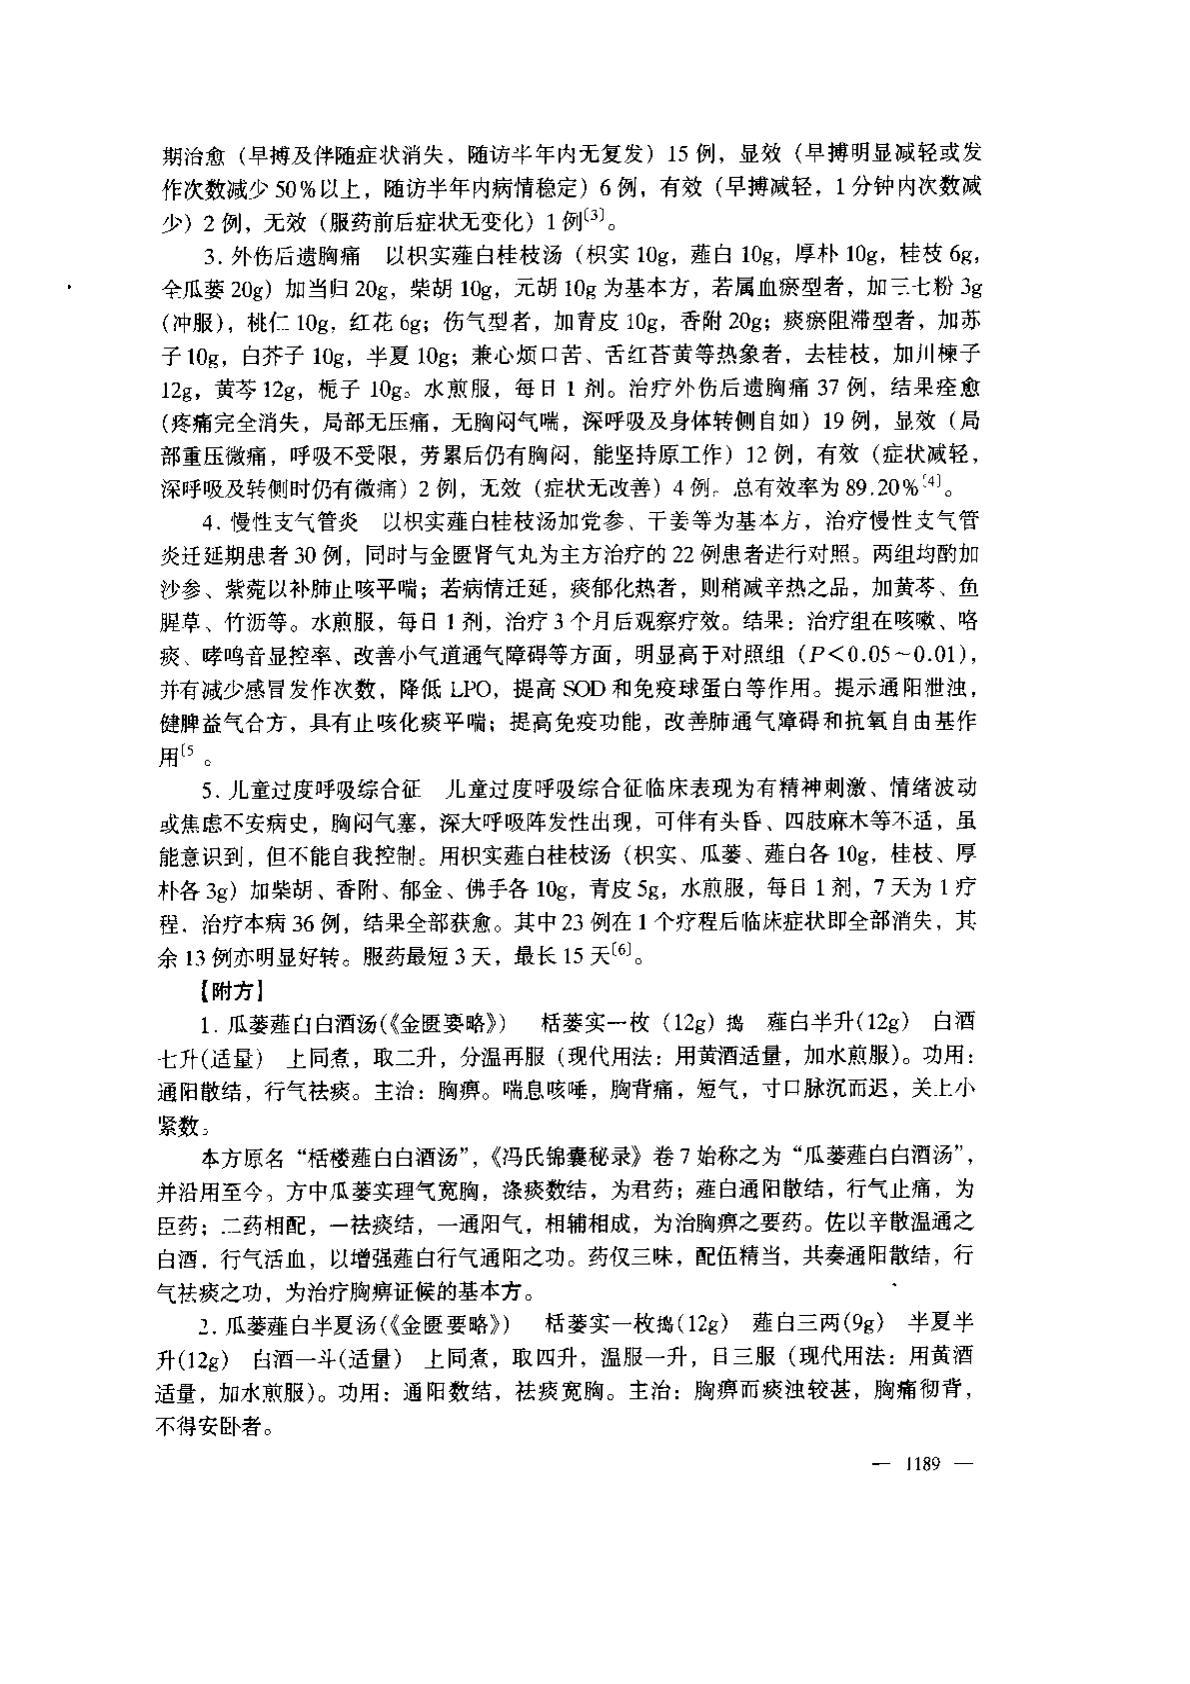 期治愈（早搏及伴随症状消失，随访半年内无复发）15 例，显效（早搏明显减轻或发
作次数减少 50%以上，随访半年内病情稳定）6 例，有效（早搏减轻，1 分钟内次数减
少）2 例，无效（服药前后症状无变化）1 例〔3〕。
3. 外伤后遗胸痛　以枳实薤白桂枝汤（枳实 10g，薤白 10g，厚朴 10g，桂枝 6g，
全瓜蒌 20g）加当归 20g，柴胡 10g，元胡 10g 为基本方，若属血瘀型者，加三七粉 3g
（冲服），桃仁 10g，红花 6g；伤气型者，加青皮 10g，香附 20g；痰瘀阻滞型者，加苏
子 10g，白芥子 10g，半夏 10g；兼心烦口苦、舌红苔黄等热象者，去桂枝，加川楝子
12g，黄芩 12g，栀子 10g。水煎服，每日 1 剂。治疗外伤后遗胸痛 37 例，结果痊愈
（疼痛完全消失，局部无压痛，无胸闷气喘，深呼吸及身体转侧自如）19 例，显效（局
部重压微痛，呼吸不受限，劳累后仍有胸闷，能坚持原工作）12 例，有效（症状减轻，
深呼吸及转侧时仍有微痛）2 例，无效（症状无改善）4 例。总有效率为 89.20%〔4〕。
4. 慢性支气管炎　以枳实薤白桂枝汤加党参、干姜等为基本方，治疗慢性支气管
炎迁延期患者 30 例，同时与金匮肾气丸为主方治疗的 22 例患者进行对照。两组均酌加
沙参、紫菀以补肺止咳平喘；若病情迁延，痰郁化热者，则稍减辛热之品，加黄芩、鱼
腥草、竹沥等。水煎服，每日 1 剂，治疗 3 个月后观察疗效。结果：治疗组在咳嗽、咯
痰、哮鸣音显控率、改善小气道通气障碍等方面，明显高于对照组（P＜0.05～0.01），
并有减少感冒发作次数，降低 LPO，提高 SOD 和免疫球蛋白等作用。提示通阳泄浊，
健脾益气合方，具有止咳化痰平喘；提高免疫功能，改善肺通气障碍和抗氧自由基作
用〔5 。
5. 儿童过度呼吸综合征　儿童过度呼吸综合征临床表现为有精神刺激、情绪波动
或焦虑不安病史，胸闷气塞，深大呼吸阵发性出现，可伴有头昏、四肢麻木等不适，虽
能意识到，但不能自我控制。用枳实薤白桂枝汤（枳实、瓜蒌、薤白各 10g，桂枝、厚
朴各 3g）加柴胡、香附、郁金、佛手各 10g，青皮 5g，水煎服，每日 1 剂，7 天为 1 疗
程，治疗本病 36 例，结果全部获愈。其中 23 例在 1 个疗程后临床症状即全部消失，其
余 13 例亦明显好转。服药最短 3 天，最长 15 天〔6〕。
【附方】
1. 瓜蒌薤白白酒汤(《金匮要略》)　栝蒌实一枚（12g）捣　薤白半升(12g)　白酒
七升(适量)　上同煮，取二升，分温再服（现代用法：用黄酒适量，加水煎服）。功用：
通阳散结，行气祛痰。主治：胸痹。喘息咳唾，胸背痛，短气，寸口脉沉而迟，关上小
紧数。
本方原名“栝楼薤白白酒汤”，《冯氏锦囊秘录》卷 7 始称之为“瓜蒌薤白白酒汤”，
并沿用至今。方中瓜蒌实理气宽胸，涤痰散结，为君药；薤白通阳散结，行气止痛，为
臣药；二药相配，一祛痰结，一通阳气，相辅相成，为治胸痹之要药。佐以辛散温通之
白酒，行气活血，以增强薤白行气通阳之功。药仅三味，配伍精当，共奏通阳散结，行
气祛痰之功，为治疗胸痹证候的基本方。
2. 瓜蒌薤白半夏汤(《金匮要略》)　栝蒌实一枚捣(12g)　薤白三两(9g)　半夏半
升(12g)　白酒一斗(适量)　上同煮，取四升，温服一升，日三服（现代用法：用黄酒
适量，加水煎服）。功用：通阳散结，祛痰宽胸。主治：胸痹而痰浊较甚，胸痛彻背，
不得安卧者。
— 1189 —